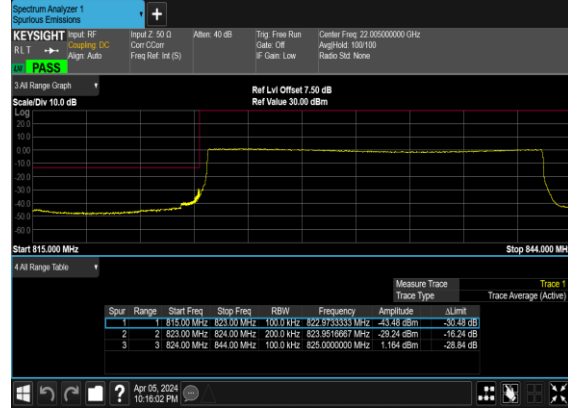 Spectrum Analyzer 1
Spurious Emissions
+
KEYSIGHT Input: RF Input Z: 50 Ω Atten: 40 dB Trig: Free Run Center Freq: 22.005000000 GHz
RLT Coupling: DC Corr CCorr Gate: Off Avg|Hold: 100/100
Align: Auto Freq Ref: Int (S) IF Gain: Low Radio Std: None
PASS
3 All Range Graph
Ref Lvl Offset 7.50 dB
Scale/Div 10.0 dB Ref Value 30.00 dBm
Log
20.0
10.0
0.00
-10.0
-20.0
-30.0
-40.0
-50.0
-60.0
Start 815.000 MHz Stop 844.000 MH
4 All Range Table
Measure Trace Trace 1
Trace Type Trace Average (Active)
Spur Range Start Freq Stop Freq RBW Frequency Amplitude ΔLimit
1 1 815.00 MHz 823.00 MHz 100.0 kHz 822.9733333 MHz -43.48 dBm -30.48 dB
2 2 823.00 MHz 824.00 MHz 200.0 kHz 823.9516667 MHz -29.24 dBm -16.24 dB
3 3 824.00 MHz 844.00 MHz 100.0 kHz 825.0000000 MHz 1.164 dBm -28.84 dB
?
Apr 05, 2024
10:16:02 PM